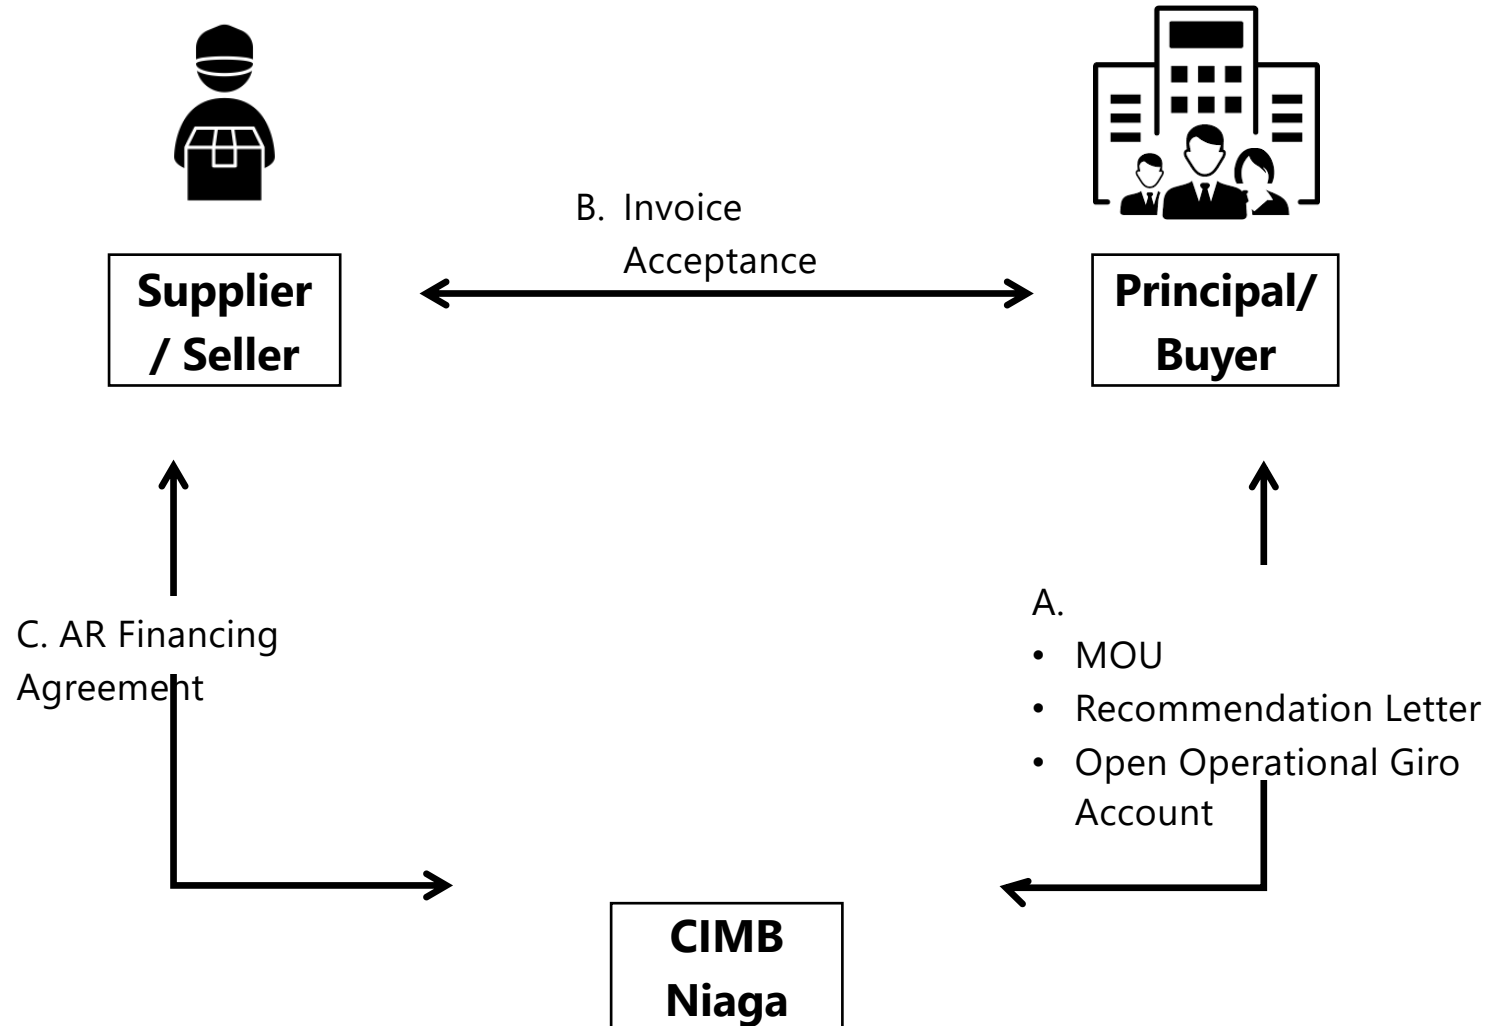 B. Invoice
Acceptance
Supplier
/ Seller
Principal/
Buyer
C. AR Financing
Agreement
A.
• MOU
• Recommendation Letter
• Open Operational Giro
Account
CIMB
Niaga